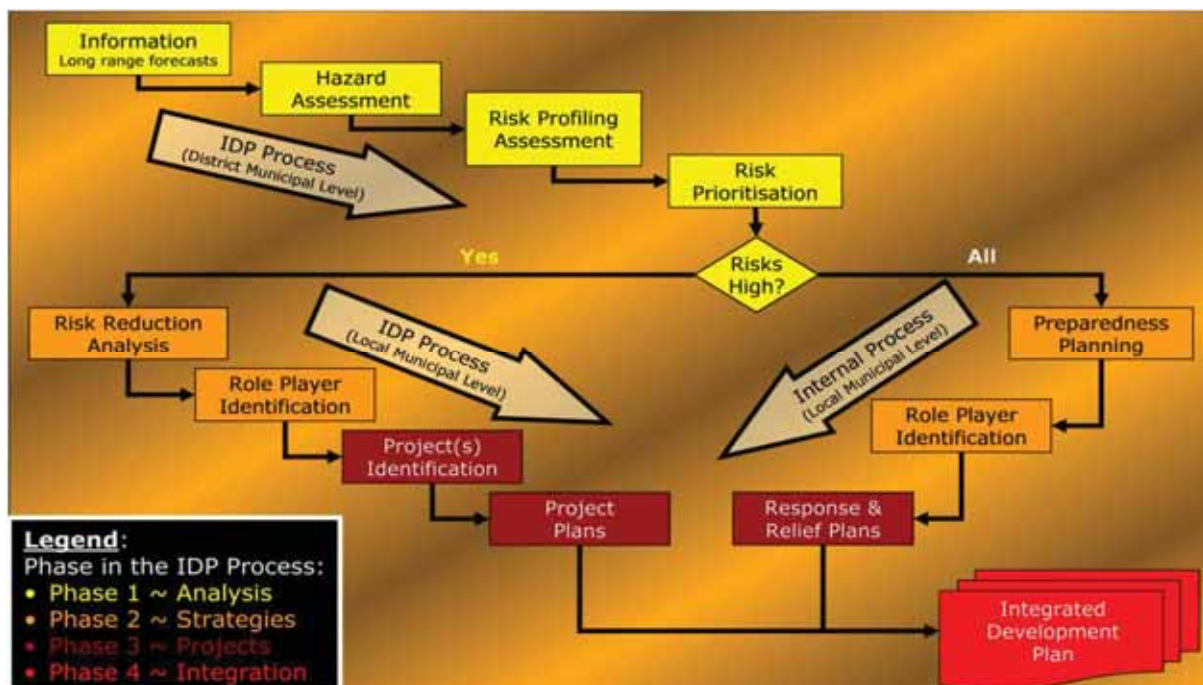 Information
Long range forecasts
Hazard
Assessment
Risk Profiling
Assessment
IDP Process
(District Municipal Level)
Risk
Prioritisation
Yes
Risks
High?
All
Risk Reduction
Analysis
IDP Process
(Local Municipal Level)
Internal Process
(Local Municipal Level)
Preparedness
Planning
Role Player
Identification
Role Player
Identification
Project(s)
Identification
Project
Plans
Response &
Relief Plans
Legend:
Phase in the IDP Process:
• Phase 1 ~ Analysis
• Phase 2 ~ Strategies
• Phase 3 ~ Projects
• Phase 4 ~ Integration
Integrated
Development
Plan